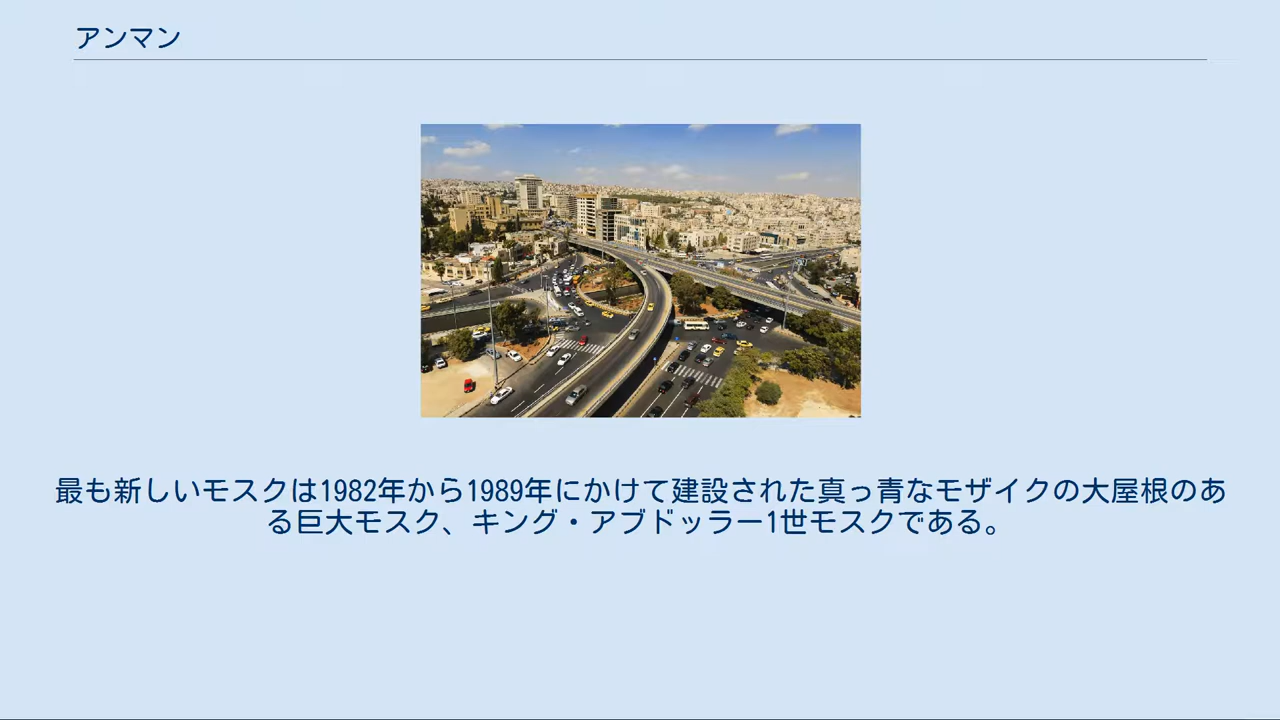 アンマン
最も新しいモスクは1982年から1989年にかけて建設された真っ青なモザイクの大屋根のあ
る巨大モスク、キング・アブドッラー1世モスクである。